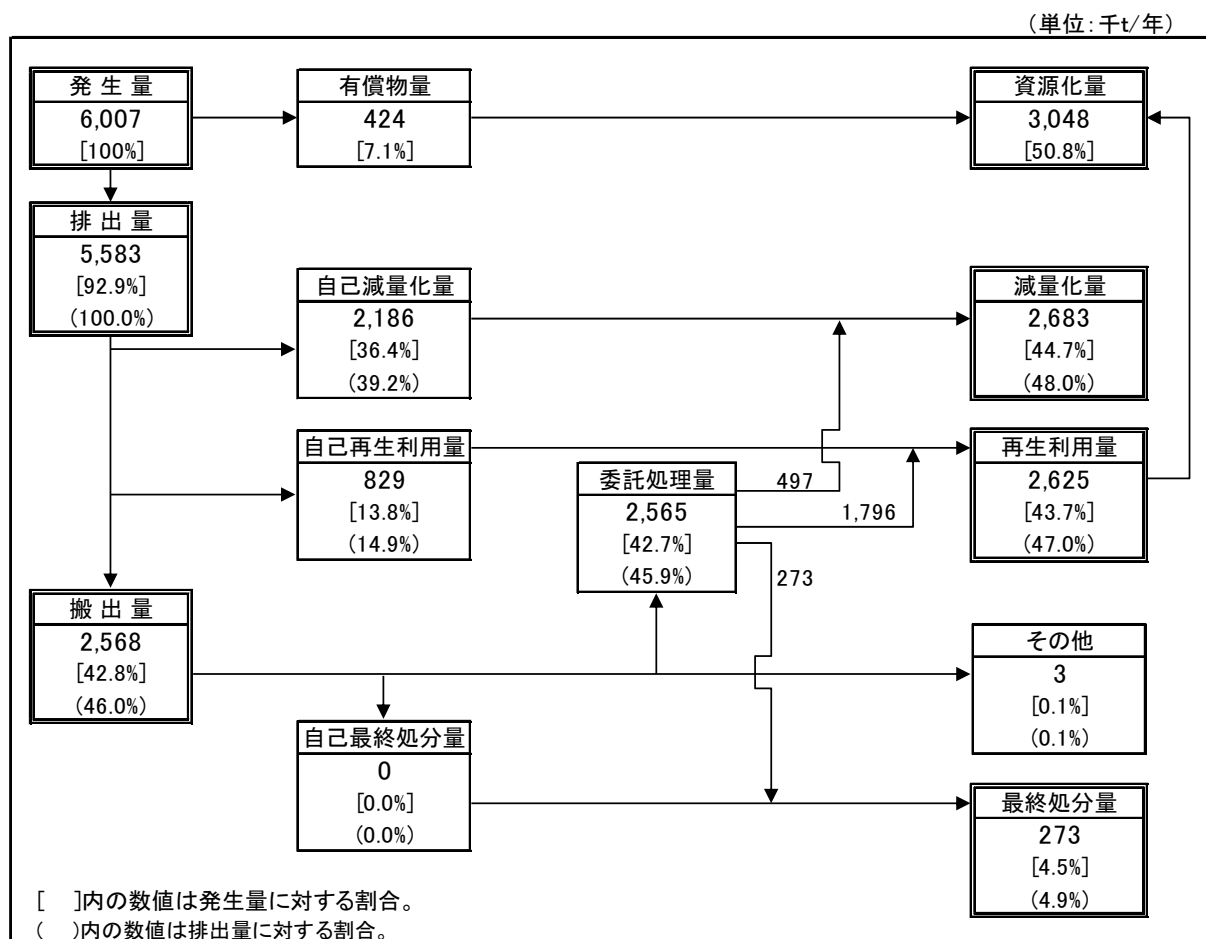 （単位：千t/年）
発 生 量
6,007
[100%]
有償物量
424
[7.1%]
資源化量
3,048
[50.8%]
排 出 量
5,583
[92.9%]
(100.0%)
自己減量化量
2,186
[36.4%]
(39.2%)
減量化量
2,683
[44.7%]
(48.0%)
自己再生利用量
829
[13.8%]
(14.9%)
委託処理量
2,565
[42.7%]
(45.9%)
497
1,796
273
再生利用量
2,625
[43.7%]
(47.0%)
搬 出 量
2,568
[42.8%]
(46.0%)
その他
3
[0.1%]
(0.1%)
自己最終処分量
0
[0.0%]
(0.0%)
最終処分量
273
[4.5%]
(4.9%)
[　]内の数値は発生量に対する割合。
(　)内の数値は排出量に対する割合。